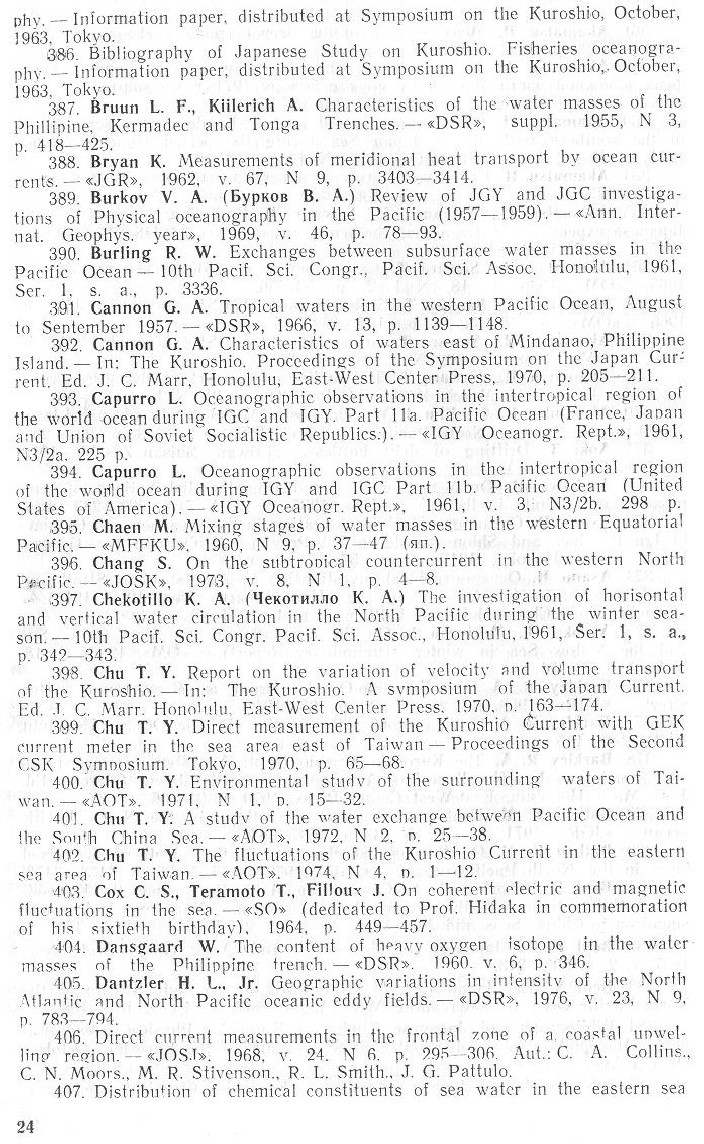 phy. — Information paper, distributed at Symposium on the Kuroshio, October,
1963, Tokyo.
386. Bibliography of Japanese Study on Kuroshio. Fisheries oceanogra-
phy. — Information paper, distributed at Symposium on the Kuroshio, October,
1963, Tokyo.
387. Bruun L. F., Kiilerich A. Characteristics of the water masses of the
Phillipine, Kermadec and Tonga Trenches. — «DSR», suppl. 1955, N 3,
p. 418—425.
388. Bryan K. Measurements of meridional heat transport by ocean cur-
rents. — «JGR», 1962, v. 67, N 9, p. 3403—3414.
389. Burkov V. A. (Бурков В. А.) Review of JGY and JGC investiga-
tions of Physical oceanography in the Pacific (1957—1959). — «Ann. Inter-
nat. Geophys. year», 1969, v. 46, p. 78—93.
390. Burling R. W. Exchanges between subsurface water masses in the
Pacific Ocean — 10th Pacif. Sci. Congr., Pacif. Sci. Assoc. Honolulu, 1961,
Ser. 1, s. a., p. 3336.
391. Cannon G. A. Tropical waters in the western Pacific Ocean, August
to September 1957. — «DSR», 1966, v. 13, p. 1139—1148.
392. Cannon G. A. Characteristics of waters east of Mindanao, Philippine
Island. — In: The Kuroshio. Proceedings of the Symposium on the Japan Cur-
rent. Ed. J. C. Marr, Honolulu, East-West Center Press, 1970, p. 205—211.
393. Capurro L. Oceanographic observations in the intertropical region of
the world ocean during IGC and IGY. Part 11a. Pacific Ocean (France, Japan
and Union of Soviet Socialistic Republics.). — «IGY Oceanogr. Rept.», 1961,
N3/2a. 225 p.
394. Capurro L. Oceanographic observations in the intertropical region
of the world ocean during IGY and IGC Part 11b. Pacific Ocean (United
States of America). — «IGY Oceanogr. Rept.», 1961, v. 3, N3/2b. 298 p.
395. Chaen M. Mixing stages of water masses in the western Equatorial
Pacific. — «MFFKU», 1960, N 9, p. 37—47 (яп.).
396. Chang S. On the subtropical countercurrent in the western North
Pacific. — «JOSK», 1973, v. 8, N 1, p. 4—8.
397. Chekotillo K. A. (Чекотилло К. А.) The investigation of horisontal
and vertical water circulation in the North Pacific during the winter sea-
son. — 10th Pacif. Sci. Congr. Pacif. Sci. Assoc., Honolulu, 1961, Ser. 1, s. a.,
p. 342—343.
398. Chu T. Y. Report on the variation of velocity and volume transport
of the Kuroshio. — In: The Kuroshio. A symposium of the Japan Current.
Ed. J. C. Marr. Honolulu, East-West Center Press, 1970, p. 163—174.
399. Chu T. Y. Direct measurement of the Kuroshio Current with GEK
current meter in the sea area east of Taiwan — Proceedings of the Second
CSK Symposium. Tokyo, 1970, p. 65—68.
400. Chu T. Y. Environmental study of the surrounding waters of Tai-
wan. — «AOT». 1971, N 1, p. 15—32.
401. Chu T. Y. A study of the water exchange between Pacific Ocean and
the South China Sea. — «AOT», 1972, N 2, p. 25—38.
402. Chu T. Y. The fluctuations of the Kuroshio Current in the eastern
sea area of Taiwan. — «AOT», 1974, N 4, p. 1—12.
403. Cox C. S., Teramoto T., Filloux J. On coherent electric and magnetic
fluctuations in the sea. — «SO» (dedicated to Prof. Hidaka in commemoration
of his sixtieth birthday), 1964, p. 449—457.
404. Dansgaard W. The content of heavy oxygen isotope in the water
masses of the Philippine trench. — «DSR». 1960. v. 6, p. 346.
405. Dantzler H. L., Jr. Geographic variations in intensity of the North
Atlantic and North Pacific oceanic eddy fields. — «DSR», 1976, v. 23, N 9,
p. 783—794.
406. Direct current measurements in the frontal zone of a coastal upwel-
ling region. — «JOSJ». 1968, v. 24, N 6, p. 295—306. Aut.: C. A. Collins.,
C. N. Moors., M. R. Stivenson., R. L. Smith., J. G. Pattulo.
407. Distribution of chemical constituents of sea water in the eastern sea
24